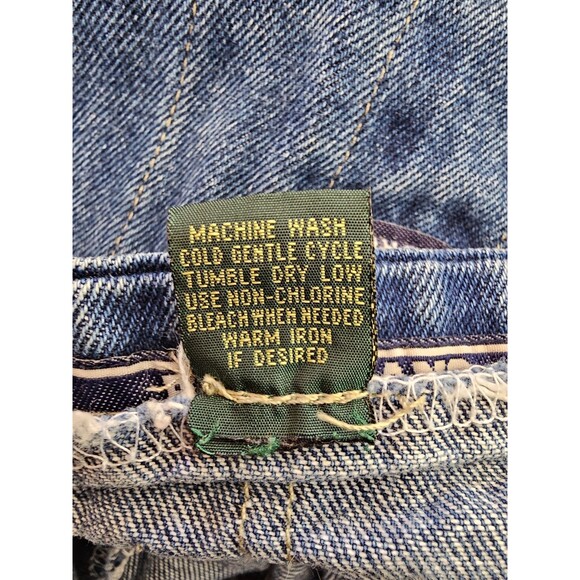 MACHINE WASH
COLD GENTLE CYCLE
TUMBLE DRY LOW
USE NON-CHLORINE
BLEACH WHEN NEEDED
WARM IRON
IF DESIRED